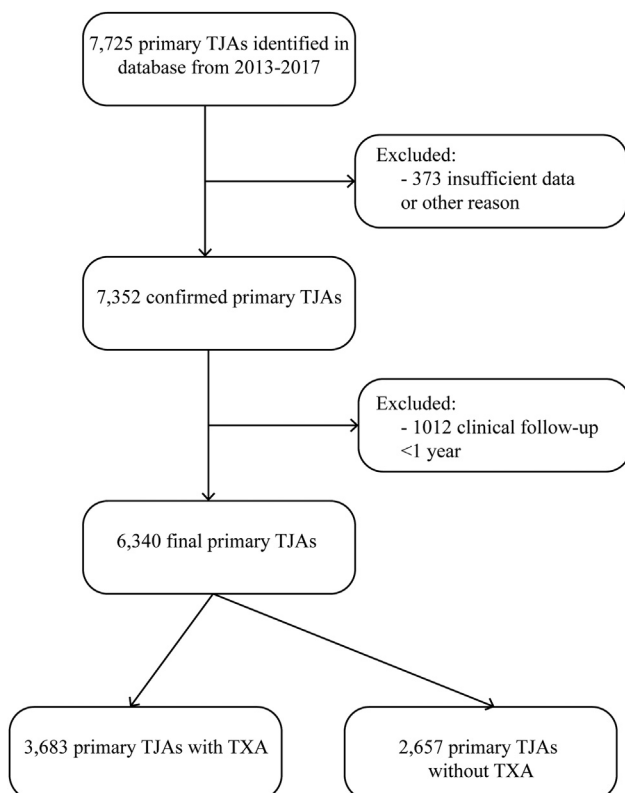 7,725 primary TJAs identified in
database from 2013-2017
Excluded:
- 373 insufficient data
or other reason
7,352 confirmed primary TJAs
Excluded:
- 1012 clinical follow-up
<1 year
6,340 final primary TJAs
3,683 primary TJAs with TXA
2,657 primary TJAs
without TXA